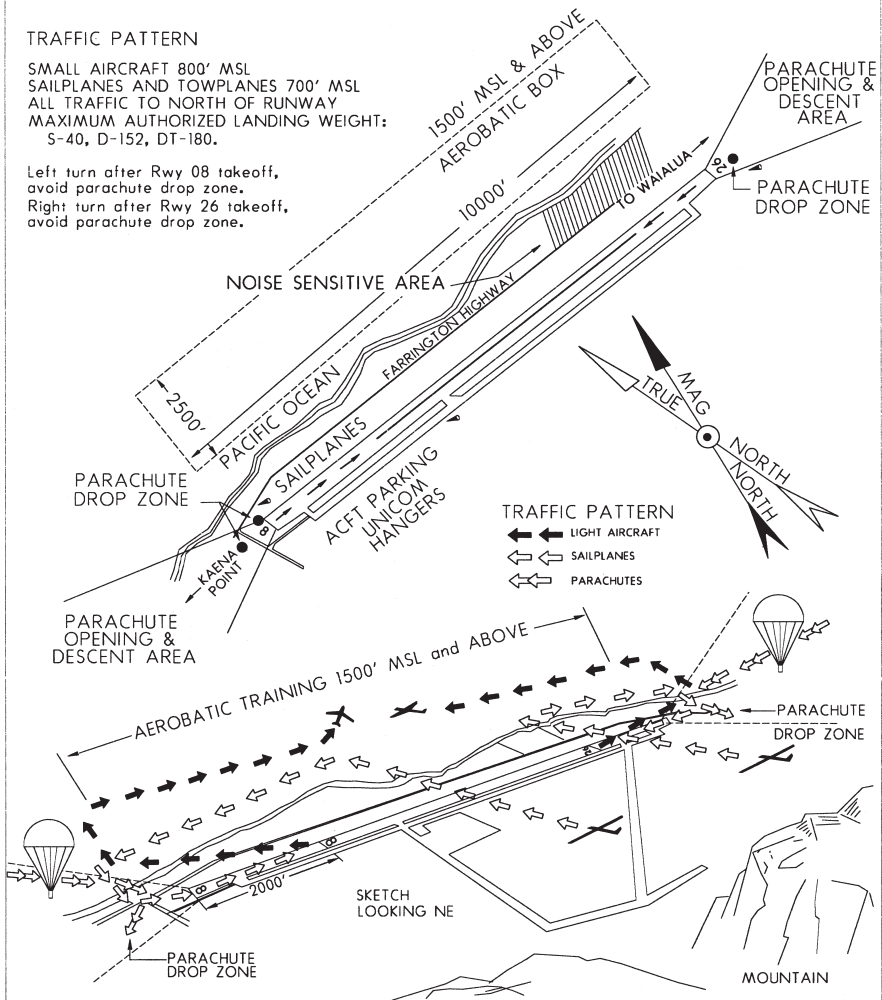 TRAFFIC PATTERN
SMALL AIRCRAFT 800' MSL
SAILPLANES AND TOWPLANES 700' MSL
ALL TRAFFIC TO NORTH OF RUNWAY
MAXIMUM AUTHORIZED LANDING WEIGHT:
S-40, D-152, DT-180.
Left turn after Rwy 08 takeoff,
avoid parachute drop zone.
Right turn after Rwy 26 takeoff,
avoid parachute drop zone.
1500' MSL & ABOVE
AEROBATIC BOX
10000'
2500'
PARACHUTE
OPENING &
DESCENT
AREA
26
TO WAIALUA
PARACHUTE
DROP ZONE
NOISE SENSITIVE AREA
FARRINGTON HIGHWAY
PACIFIC OCEAN
SAILPLANES
PARACHUTE
DROP ZONE
8
ACFT PARKING
UNICOM
HANGERS
KAENA
POINT
PARACHUTE
OPENING &
DESCENT AREA
TRUE
MAG
NORTH
NORTH
TRAFFIC PATTERN
LIGHT AIRCRAFT
SAILPLANES
PARACHUTES
AEROBATIC TRAINING 1500' MSL and ABOVE
PARACHUTE
DROP ZONE
8
8
2000'
SKETCH
LOOKING NE
PARACHUTE
DROP ZONE
MOUNTAIN